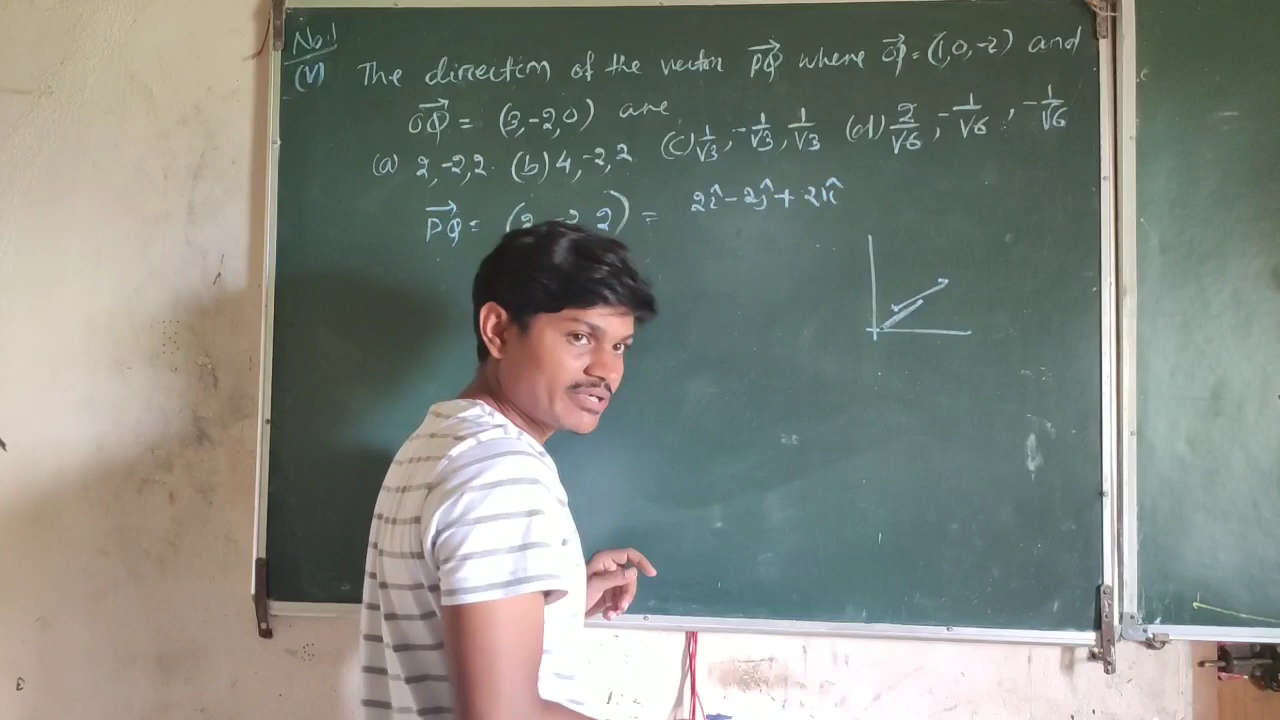 No.1
(V) The direction of the vector PQ⃗ where OP⃗ = (1,0,-2) and
OQ⃗ = (3,-2,0) are
(a) 2,-2,2 (b) 4,-2,2 (c) 1/√3, -1/√3, 1/√3 (d) 2/√6, -1/√6, -1/√6
PQ⃗ = (2, -2, 2) = 2î - 2ĵ + 2k̂